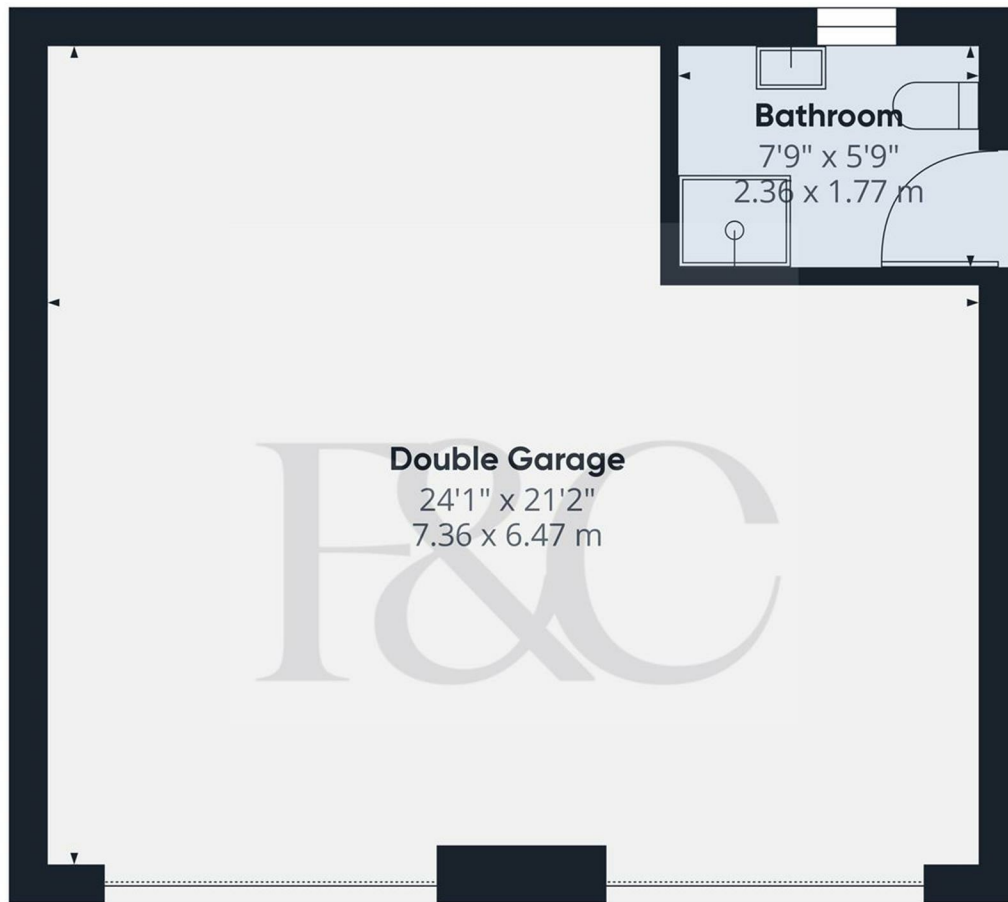 Bathroom
7'9" x 5'9"
2.36 x 1.77 m
Double Garage
24'1" x 21'2"
7.36 x 6.47 m
F&C